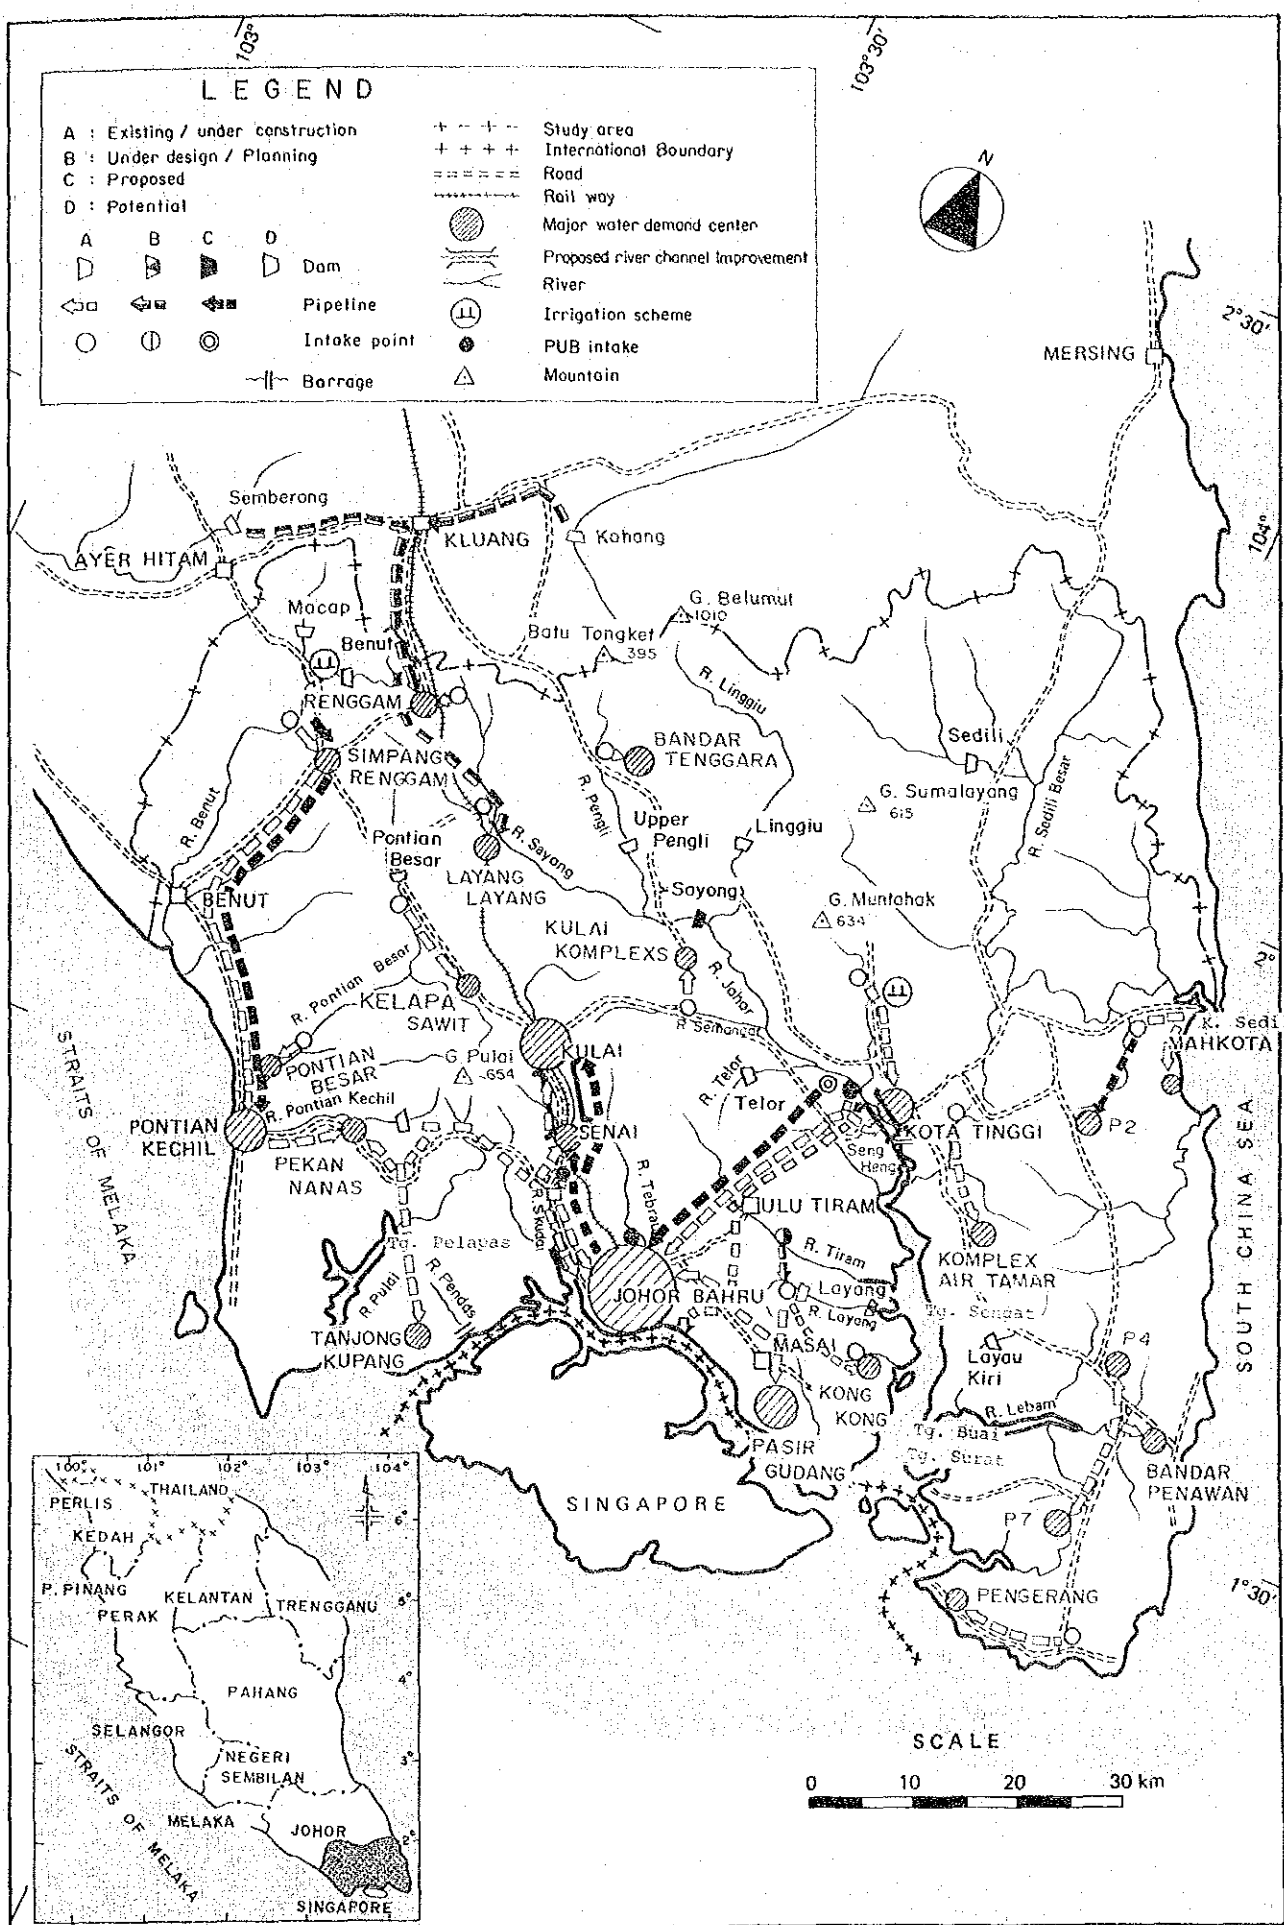 103°
103°30'
LEGEND
A : Existing / under construction
B : Under design / Planning
C : Proposed
D : Potential
A B C D
Dam
Pipeline
Intake point
Barrage
Study area
International Boundary
Road
Rail way
Major water demand center
Proposed river channel Improvement
River
Irrigation scheme
PUB intake
Mountain
N
2°30'
MERSING
Semberong
KLUANG
Kahang
AYER HITAM
104°
Macap
G. Belumut
1010
Benut
Batu Tongket
395
R. Linggiu
RENGGAM
BANDAR
TENGGARA
Sedili
SIMPANG
RENGGAM
R. Pengli
G. Sumalayang
615
R. Sedili Besar
R. Benut
Upper
Pengli
Linggiu
Pontian
Besar
R. Sayong
LAYANG
LAYANG
Sayong
G. Muntahak
634
BENUT
KULAI
KOMPLEXS
2°
R. Pontian Besar
R. Johor
KELAPA
SAWIT
R. Semangar
K. Sedi
MAHKOTA
STRAITS OF MELAKA
G. Pulai
654
KULAI
PONTIAN
BESAR
R. Telor
Telor
R. Pontian Kechil
PONTIAN
KECHIL
SENAI
KOTA TINGGI
P2
PEKAN
NANAS
Seng
Heng
R. Skudai
R. Tebrau
ULU TIRAM
SOUTH CHINA SEA
Tg. Pelapas
R. Tiram
KOMPLEX
AIR TAMAR
R. Pulai
R. Pendas
JOHOR BAHRU
Layang
R. Layang
Tg. Sengat
TANJONG
KUPANG
MASAI
Layau
Kiri
P4
KONG
KONG
R. Lebam
PASIR
GUDANG
Tg. Buai
Tg. Surat
BANDAR
PENAWAN
SINGAPORE
P7
PENGERANG
1°30'
100° 101° 102° 103° 104°
THAILAND
PERLIS
6°
KEDAH
P. PINANG
KELANTAN
TRENGGANU
5°
PERAK
4°
PAHANG
SELANGOR
NEGERI
SEMBILAN
3°
STRAITS OF MELAKA
MELAKA
JOHOR
2°
SINGAPORE
SCALE
0 10 20 30 km